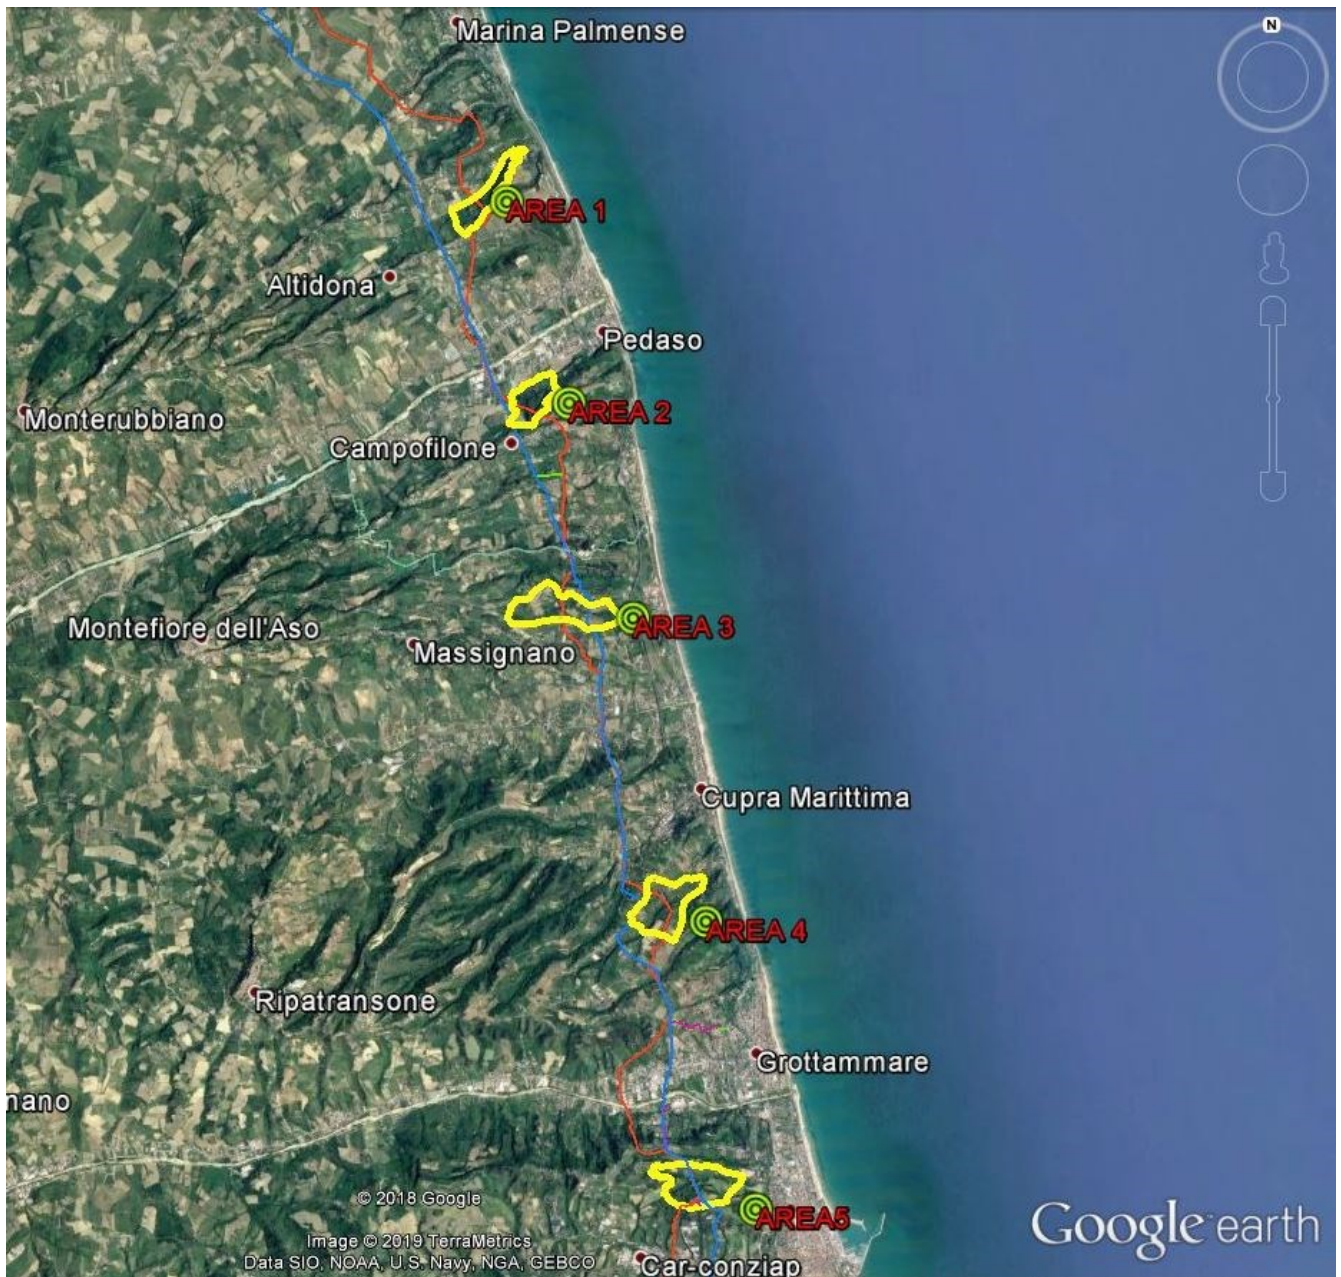 Marina Palmense
N
AREA 1
Altidona
Pedaso
AREA 2
Monterubbiano
Campofilone
Montefiore dell'Aso
AREA 3
Massignano
Cupra Marittima
AREA 4
Ripatransone
Grottammare
nano
© 2018 Google
AREA5
Image © 2019 TerraMetrics
Data SIO, NOAA, U.S. Navy, NGA, GEBCO
Car-conziap
Google earth